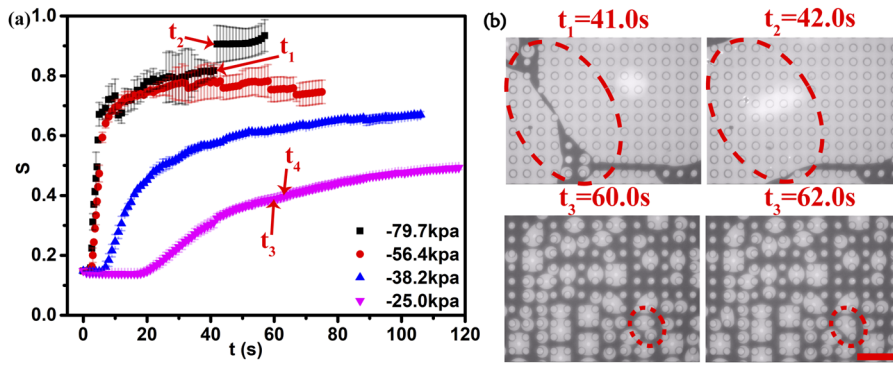 (a)
1.0
0.8
0.6
0.4
0.2
0.0
S
t₂
t₁
t₄
t₃
-79.7kpa
-56.4kpa
-38.2kpa
-25.0kpa
0 20 40 60 80 100 120
t (s)
(b)
t₁=41.0s
t₂=42.0s
t₃=60.0s
t₃=62.0s